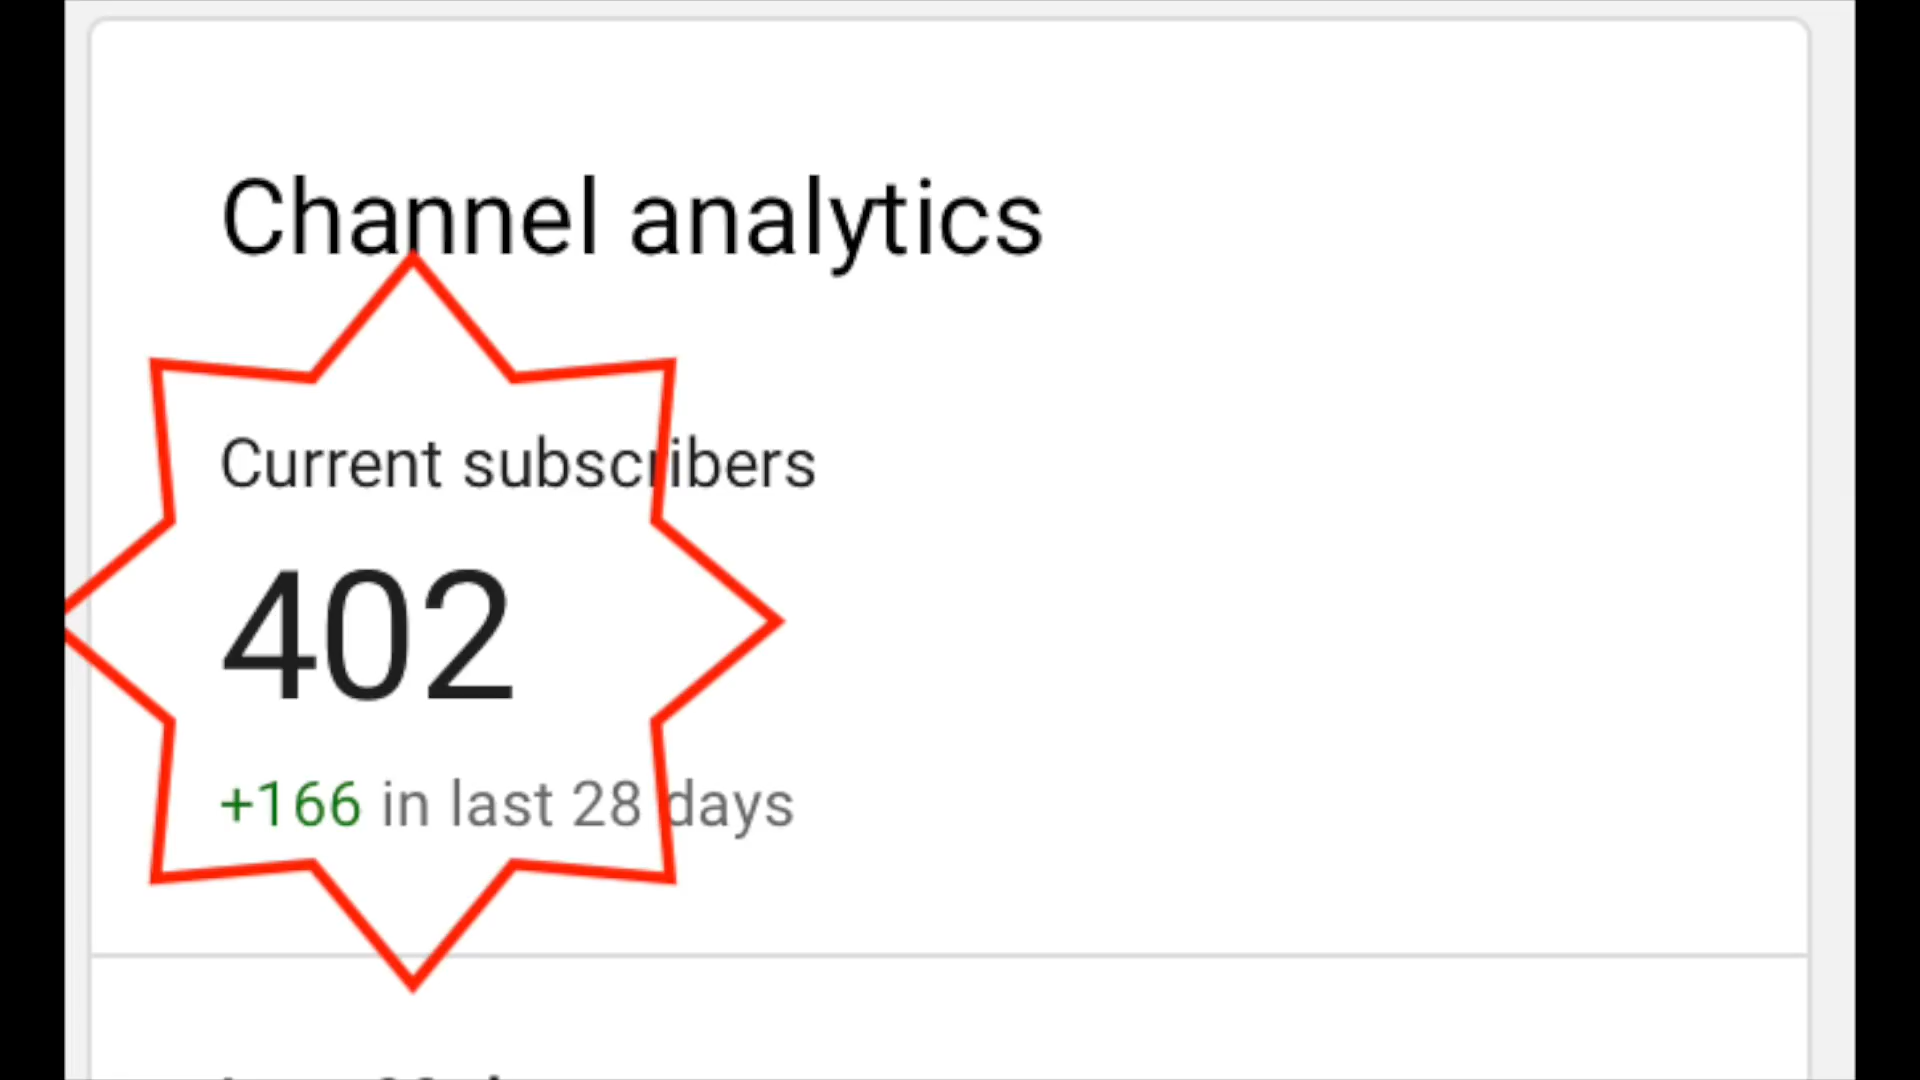 Channel analytics
Current subscribers
402
+166 in last 28 days